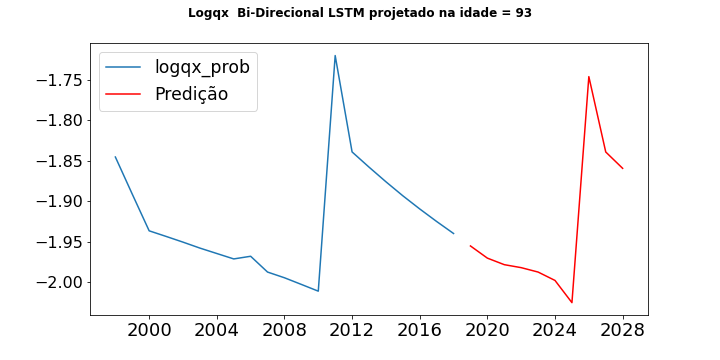 Logqx Bi-Direcional LSTM projetado na idade = 93
logqx_prob
Predição
−1.75
−1.80
−1.85
−1.90
−1.95
−2.00
2000 2004 2008 2012 2016 2020 2024 2028